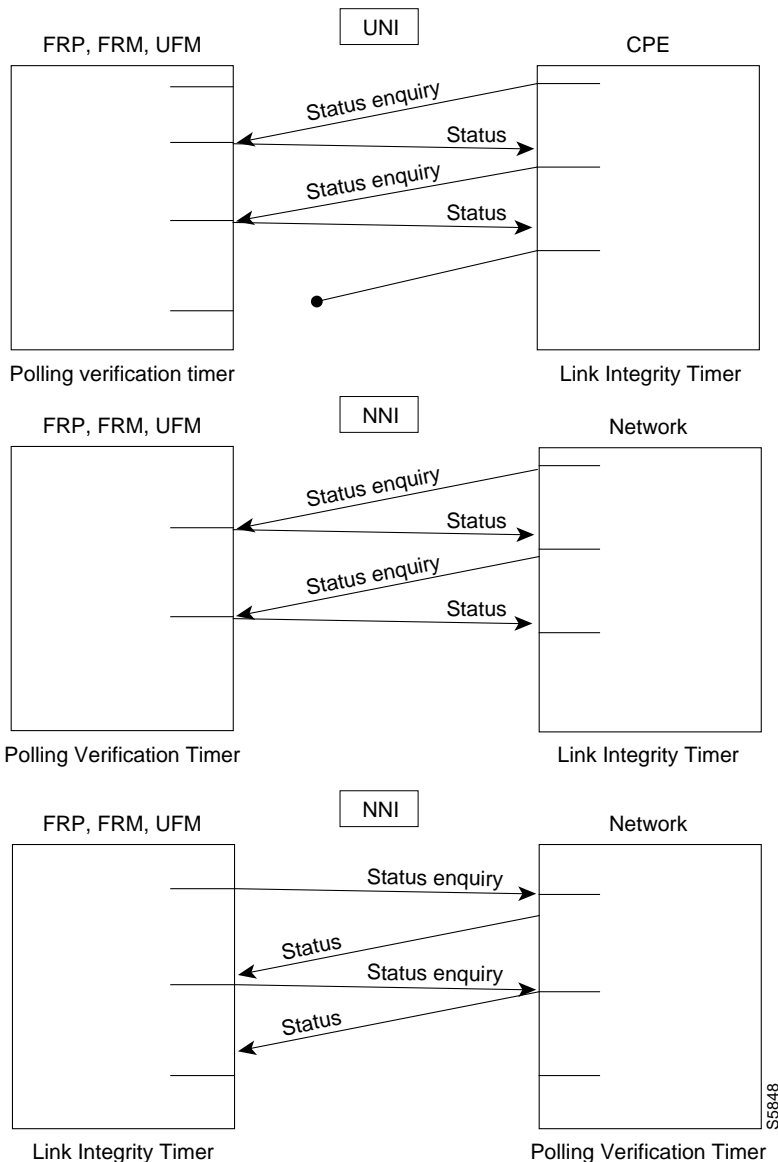 UNI
FRP, FRM, UFM
CPE
Status enquiry
Status
Status enquiry
Status
Polling verification timer
Link Integrity Timer
NNI
FRP, FRM, UFM
Network
Status enquiry
Status
Status enquiry
Status
Polling Verification Timer
Link Integrity Timer
NNI
FRP, FRM, UFM
Network
Status enquiry
Status
Status enquiry
Status
S5848
Link Integrity Timer
Polling Verification Timer